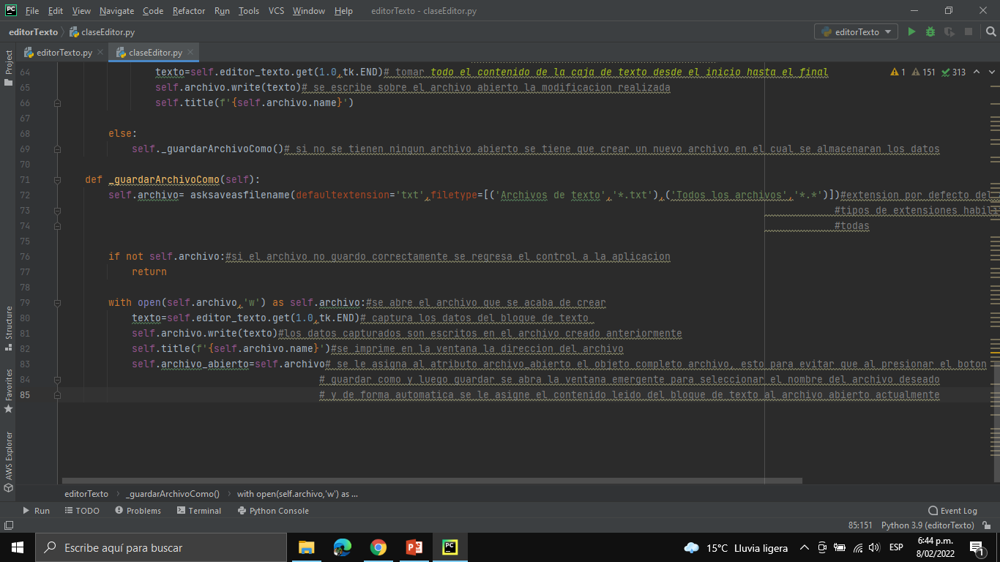 PC File Edit View Navigate Code Refactor Run Tools VCS Window Help editorTexto - claseEditor.py
editorTexto claseEditor.py editorTexto
editorTexto.py claseEditor.py
Project
64 texto=self.editor_texto.get(1.0,tk.END)# tomar todo el contenido de la caja de texto desde el inicio hasta el final 1 151 313
65 self.archivo.write(texto)# se escribe sobre el archivo abierto la modificacion realizada
66 self.title(f'{self.archivo.name}')
67
68 else:
69 self._guardarArchivoComo()# si no se tienen ningun archivo abierto se tiene que crear un nuevo archivo en el cual se almacenaran los datos
70
71 def _guardarArchivoComo(self):
72 self.archivo= asksaveasfilename(defaultextension='txt',filetype=[('Archivos de texto','*.txt'),('Todos los archivos','*.*')])#extension por defecto del
73 #tipos de extensiones habili
74 #todas
75
76 if not self.archivo:#si el archivo no guardo correctamente se regresa el control a la aplicacion
77 return
78
79 with open(self.archivo,'w') as self.archivo:#se abre el archivo que se acaba de crear
80 texto=self.editor_texto.get(1.0,tk.END)# captura los datos del bloque de texto
81 self.archivo.write(texto)#los datos capturados son escritos en el archivo creado anteriormente
82 self.title(f'{self.archivo.name}')#se imprime en la ventana la direccion del archivo
83 self.archivo_abierto=self.archivo# se le asigna al atributo archivo_abierto el objeto completo archivo, esto para evitar que al presionar el boton
84 # guardar como y luego guardar se abra la ventana emergente para seleccionar el nombre del archivo deseado
85 # y de forma automatica se le asigne el contenido leido del bloque de texto al archivo abierto actualmente
Structure
Favorites
AWS Explorer
editorTexto _guardarArchivoComo() with open(self.archivo,'w') as ...
Run TODO Problems Terminal Python Console Event Log
85:151 Python 3.9 (editorTexto)
Escribe aquí para buscar
P
PC
15°C Lluvia ligera ESP
6:44 p.m.
8/02/2022
1